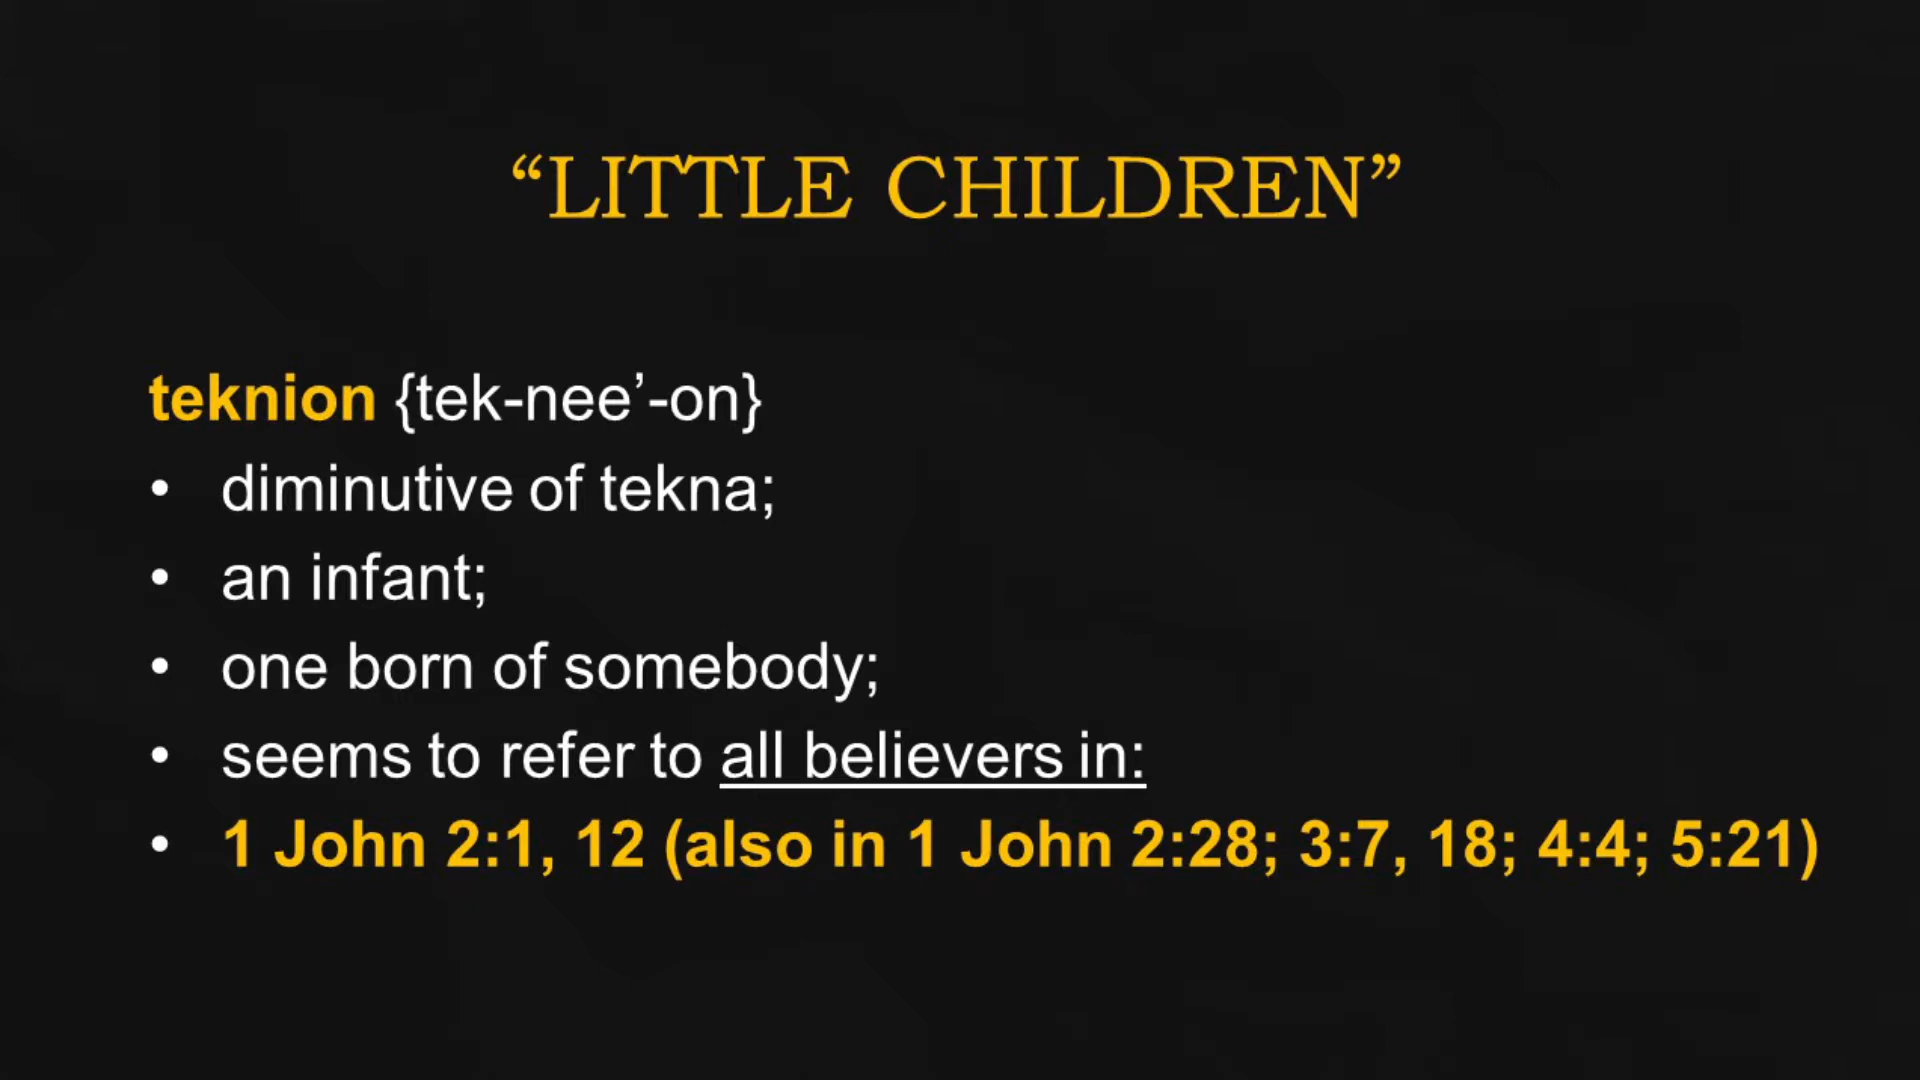 “LITTLE CHILDREN”
teknion {tek-nee’-on}
• diminutive of tekna;
• an infant;
• one born of somebody;
• seems to refer to all believers in:
• 1 John 2:1, 12 (also in 1 John 2:28; 3:7, 18; 4:4; 5:21)